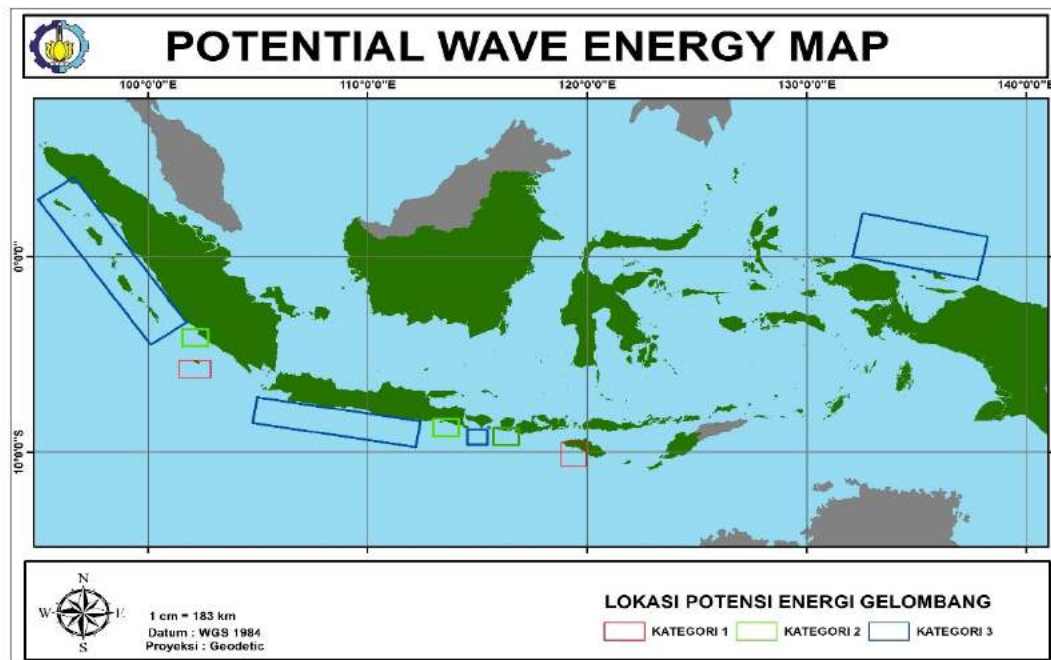 POTENTIAL WAVE ENERGY MAP
100°0'0"E 110°0'0"E 120°0'0"E 130°0'0"E 140°0'0"E
0°0'0"
10°0'0"S
N
W E
S
1 cm = 183 km
Datum : WGS 1984
Proyeksi : Geodetic
LOKASI POTENSI ENERGI GELOMBANG
KATEGORI 1 KATEGORI 2 KATEGORI 3